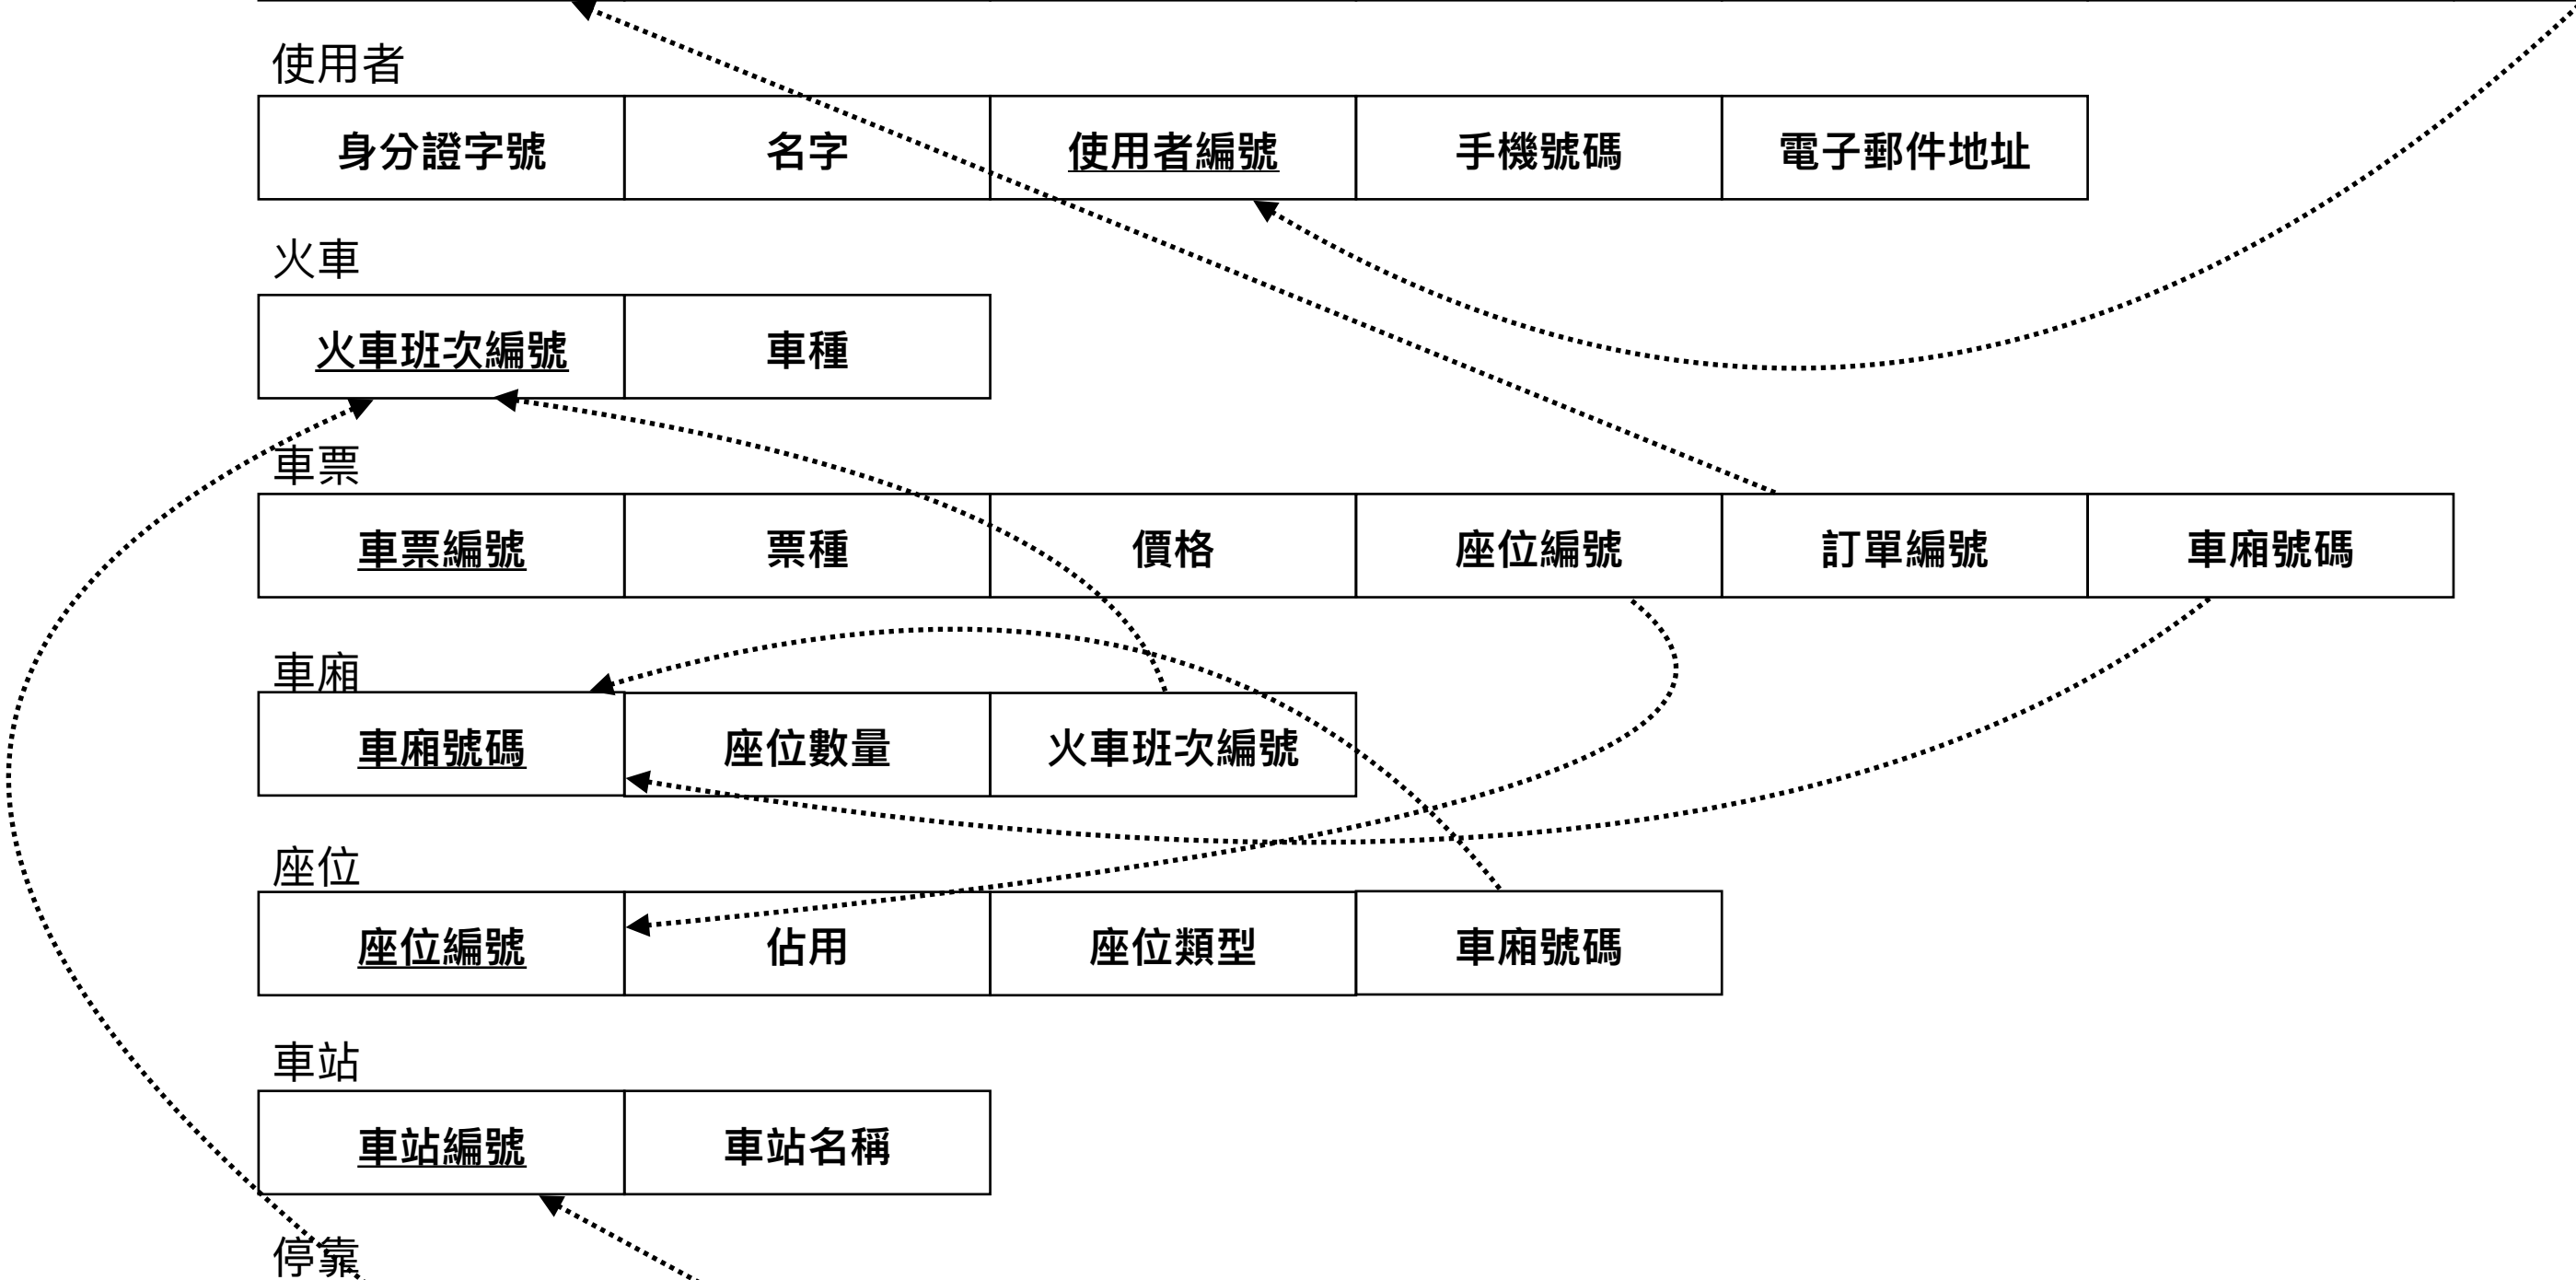 使用者
身分證字號 名字 使用者編號 手機號碼 電子郵件地址
火車
火車班次編號 車種
車票
車票編號 票種 價格 座位編號 訂單編號 車廂號碼
車廂
車廂號碼 座位數量 火車班次編號
座位
座位編號 佔用 座位類型 車廂號碼
車站
車站編號 車站名稱
停靠